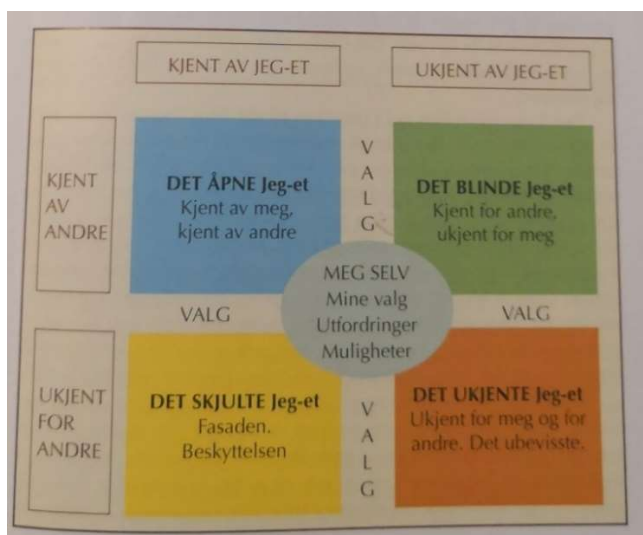 KJENT AV JEG-ET
UKJENT AV JEG-ET
KJENT
AV
ANDRE
DET ÅPNE Jeg-et
Kjent av meg,
kjent av andre
V
A
L
G
DET BLINDE Jeg-et
Kjent for andre,
ukjent for meg
VALG
MEG SELV
Mine valg
Utfordringer
Muligheter
VALG
UKJENT
FOR
ANDRE
DET SKJULTE Jeg-et
Fasaden.
Beskyttelsen
V
A
L
G
DET UKJENTE Jeg-et
Ukjent for meg og for
andre. Det ubevisste.